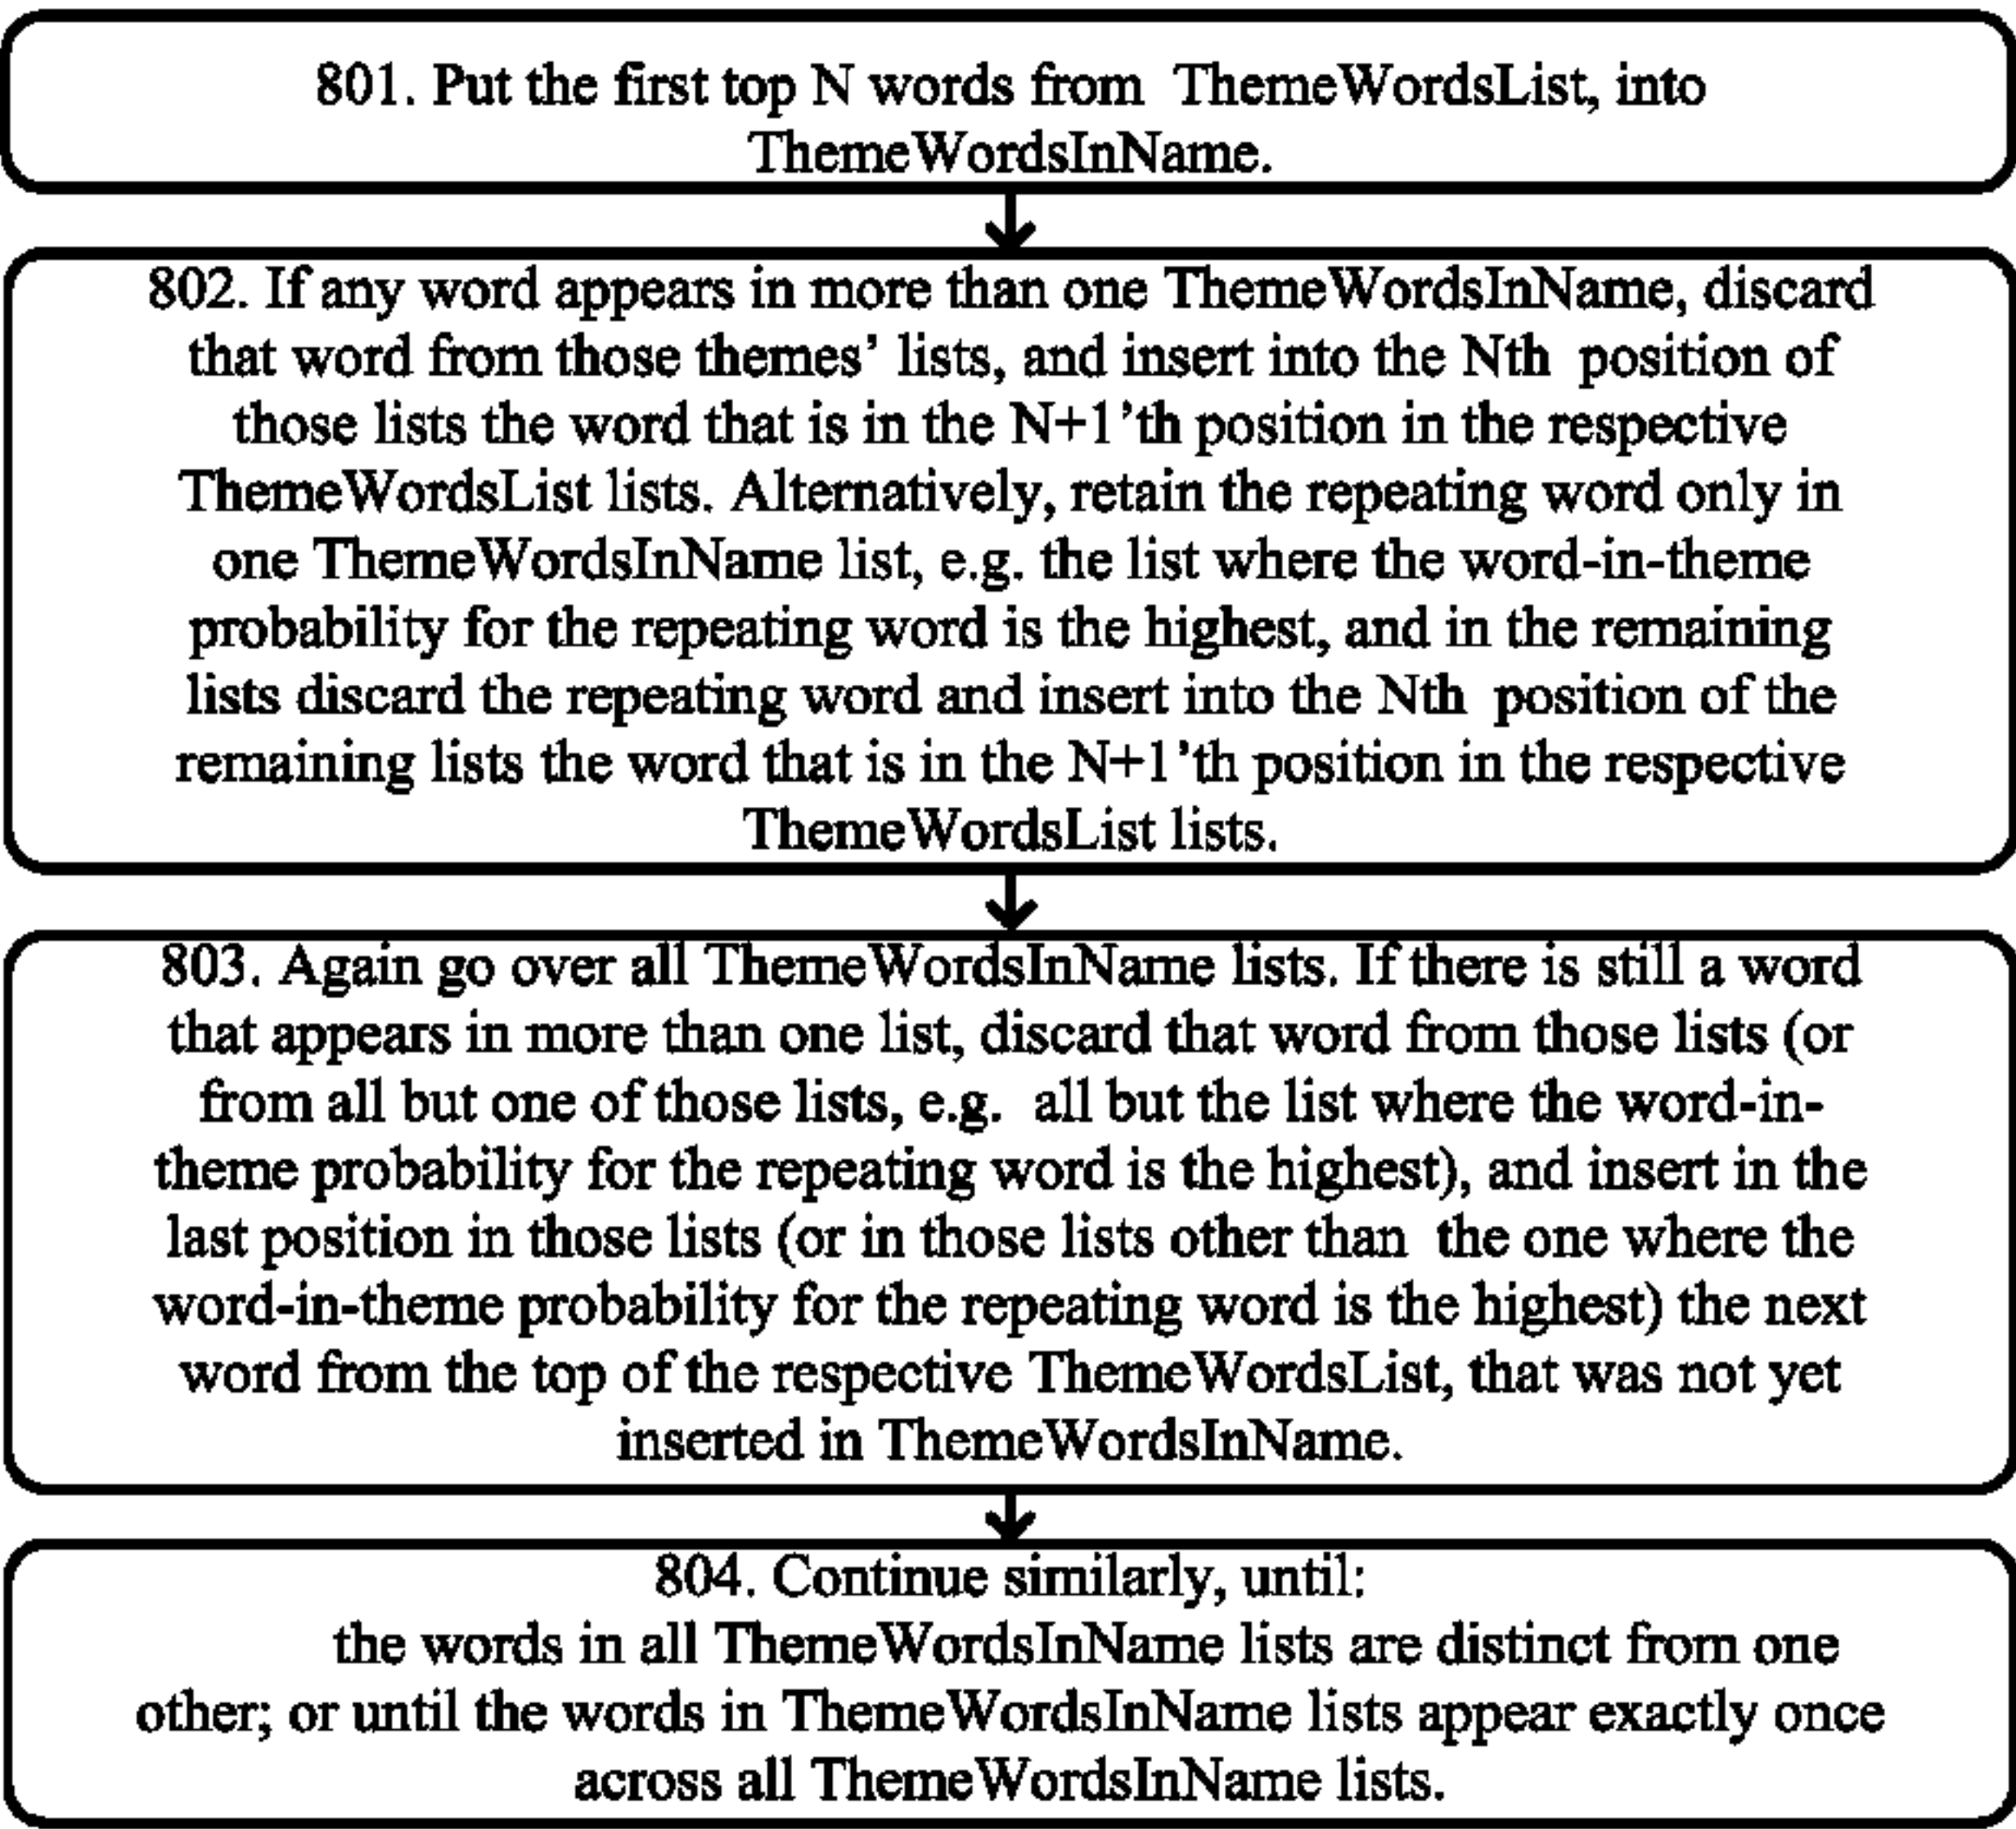 801. Put the first top N words from ThemeWordsList, into
ThemeWordsInName.
802. If any word appears in more than one ThemeWordsInName, discard
that word from those themes’ lists, and insert into the Nth position of
those lists the word that is in the N+1’th position in the respective
ThemeWordsList lists. Alternatively, retain the repeating word only in
one ThemeWordsInName list, e.g. the list where the word-in-theme
probability for the repeating word is the highest, and in the remaining
lists discard the repeating word and insert into the Nth position of the
remaining lists the word that is in the N+1’th position in the respective
ThemeWordsList lists.
803. Again go over all ThemeWordsInName lists. If there is still a word
that appears in more than one list, discard that word from those lists (or
from all but one of those lists, e.g. all but the list where the word-in-
theme probability for the repeating word is the highest), and insert in the
last position in those lists (or in those lists other than the one where the
word-in-theme probability for the repeating word is the highest) the next
word from the top of the respective ThemeWordsList, that was not yet
inserted in ThemeWordsInName.
804. Continue similarly, until:
the words in all ThemeWordsInName lists are distinct from one
other; or until the words in ThemeWordsInName lists appear exactly once
across all ThemeWordsInName lists.